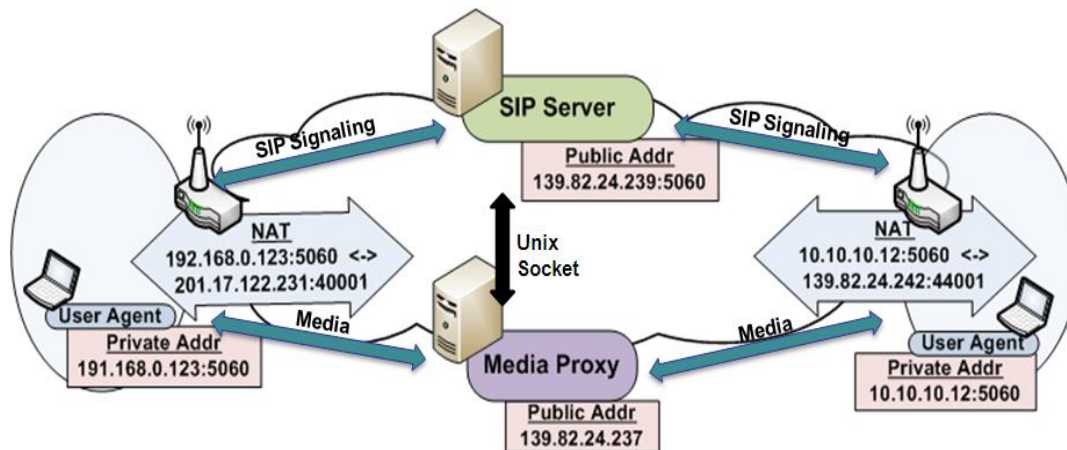 SIP Server
SIP Signaling
SIP Signaling
Public Addr
139.82.24.239:5060
NAT
192.168.0.123:5060 <->
201.17.122.231:40001
Unix
Socket
NAT
10.10.10.12:5060 <->
139.82.24.242:44001
User Agent
Private Addr
191.168.0.123:5060
Media
Media
User Agent
Private Addr
10.10.10.12:5060
Media Proxy
Public Addr
139.82.24.237